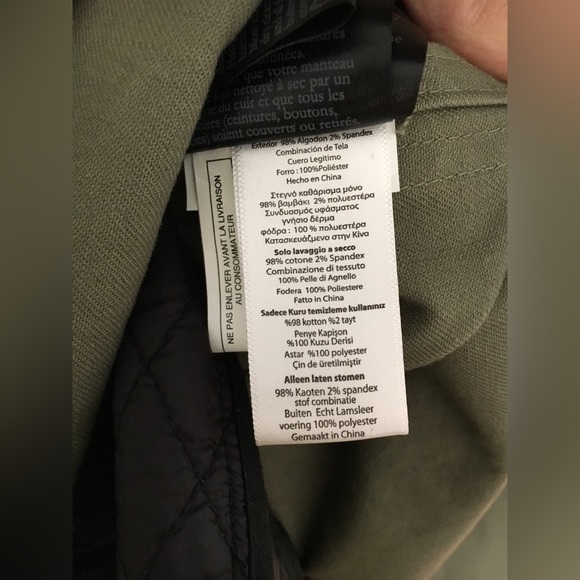 données.
que votre manteau
nettoyé à sec par un
du cuir et que tous les
(ceintures, boutons,
soient couverts ou retirés.
NE PAS ENLEVER AVANT LA LIVRAISON
AU CONSOMMATEUR
Exterior 98% Algodon 2% Spandex
Combinación de Tela
Cuero Legitimo
Forro : 100%Poliéster
Hecho en China
Στεγνό καθάρισμα μόνο
98% βαμβάκι 2% πολυεστέρα
Συνδυασμός υφάσματος
γνήσιο δέρμα
φόδρα : 100 % πολυεστέρα
Κατασκευάζμενο στην Κίνα
Solo lavaggio a secco
98% cotone 2% Spandex
Combinazione di tessuto
100% Pelle di Agnello
Fodera 100% Poliestere
Fatto in China
Sadece Kuru temizleme kullanınız
%98 kotton %2 tayt
Penye Kapişon
%100 Kuzu Derisi
Astar %100 polyester
Çin de üretilmiştir
Alleen laten stomen
98% Kaoten 2% spandex
stof combinatie
Buiten Echt Lamsleer
voering 100% polyester
Gemaakt in China